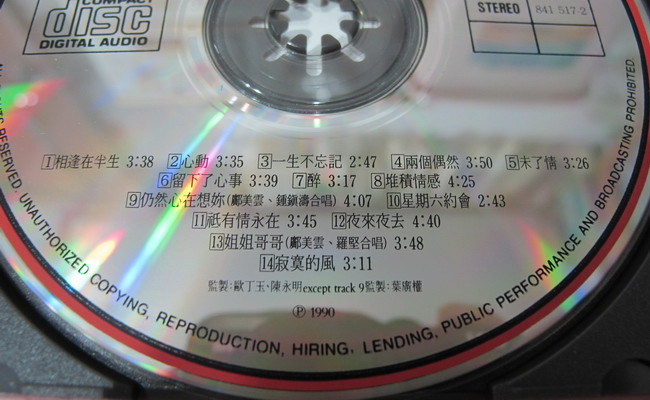 COMPACT
disc
DIGITAL AUDIO
STEREO 841 517-2
1相逢在半生 3:38 2心動 3:35 3一生不忘記 2:47 4兩個偶然 3:50 5未了情 3:26
6留下了心事 3:39 7醉 3:17 8堆積情感 4:25
9仍然心在想妳(鄺美雲、鍾鎮濤合唱) 4:07 10星期六約會 2:43
11祗有情永在 3:45 12夜來夜去 4:40
13姐姐哥哥(鄺美雲、羅堅合唱) 3:48
14寂寞的風 3:11
監製:歐丁玉、陳永明except track 9監製:葉廣權
Ⓟ 1990
RESERVED. UNAUTHORIZED COPYING, REPRODUCTION, HIRING, LENDING, PUBLIC PERFORMANCE AND BROADCASTING PROHIBITED.